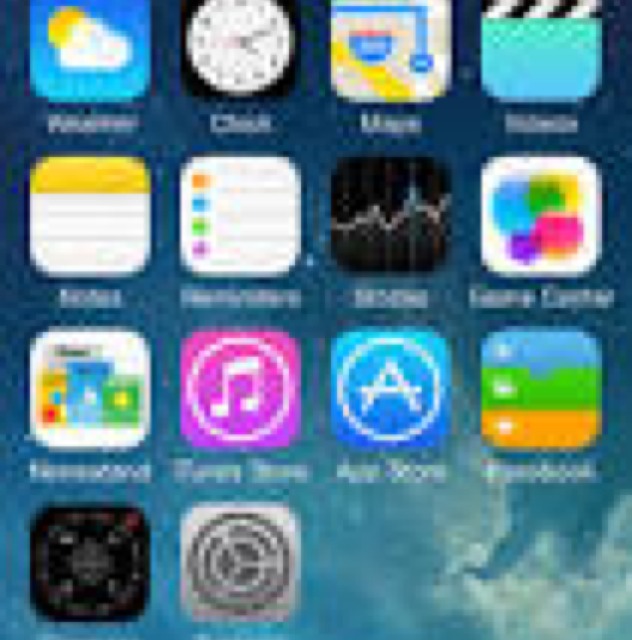 Weather Clock Maps Videos
Notes Reminders Stocks Game Center
Newsstand iTunes Store App Store Passbook